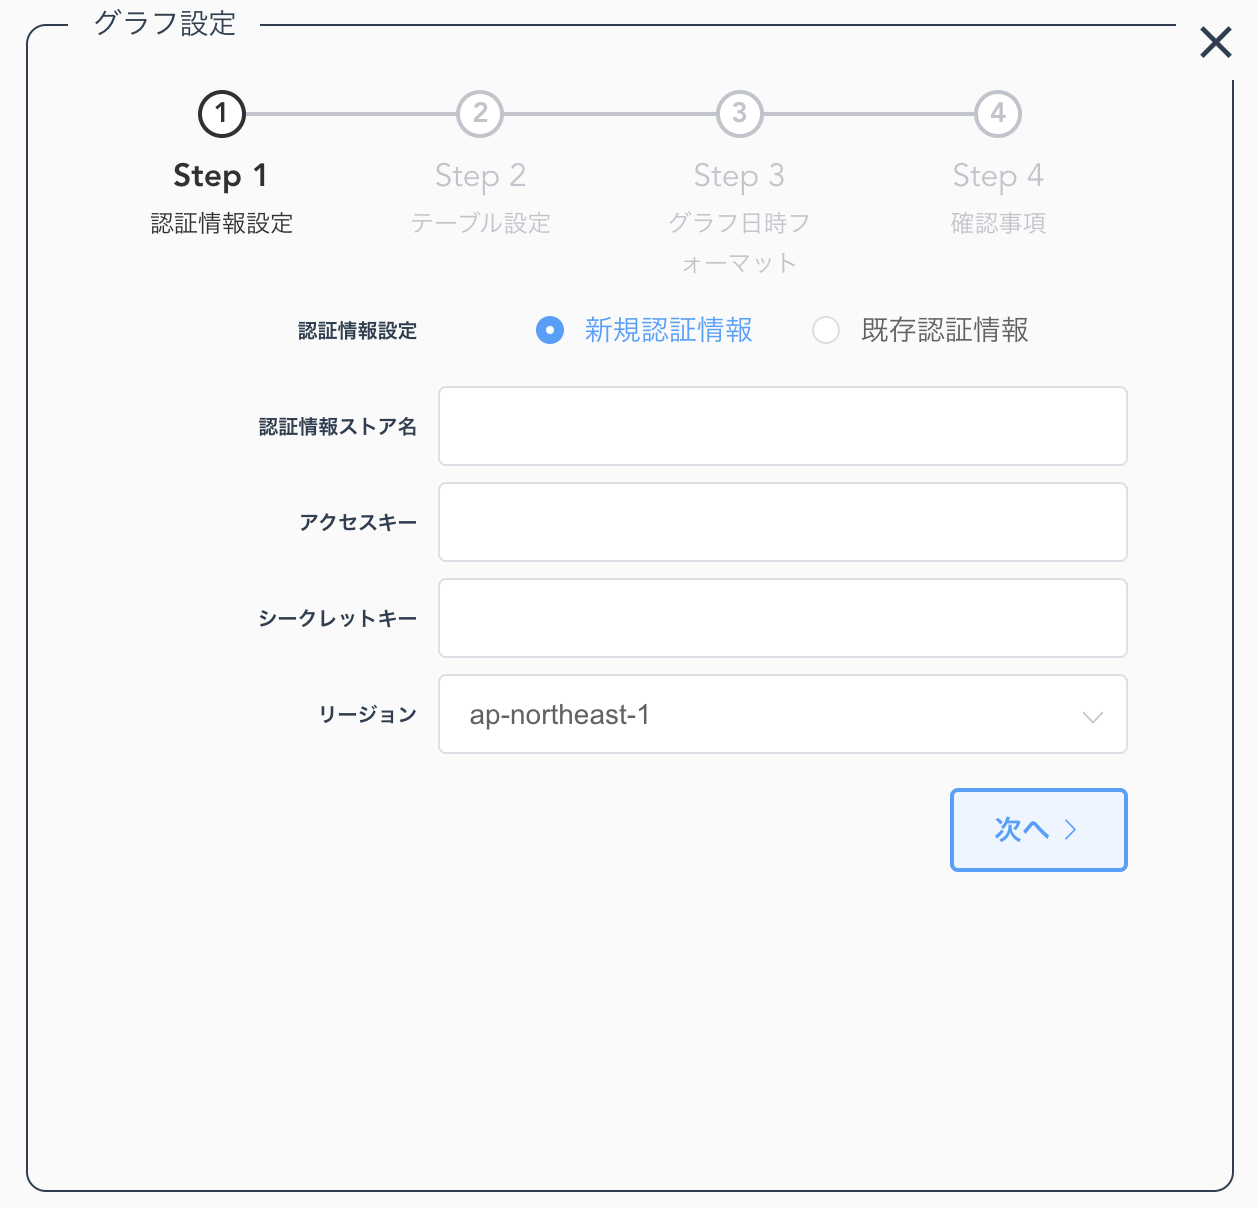 グラフ設定
1 2 3 4
Step 1 Step 2 Step 3 Step 4
認証情報設定 テーブル設定 グラフ日時フ 確認事項
ォーマット
認証情報設定 新規認証情報 既存認証情報
認証情報ストア名
アクセスキー
シークレットキー
リージョン ap-northeast-1
次へ